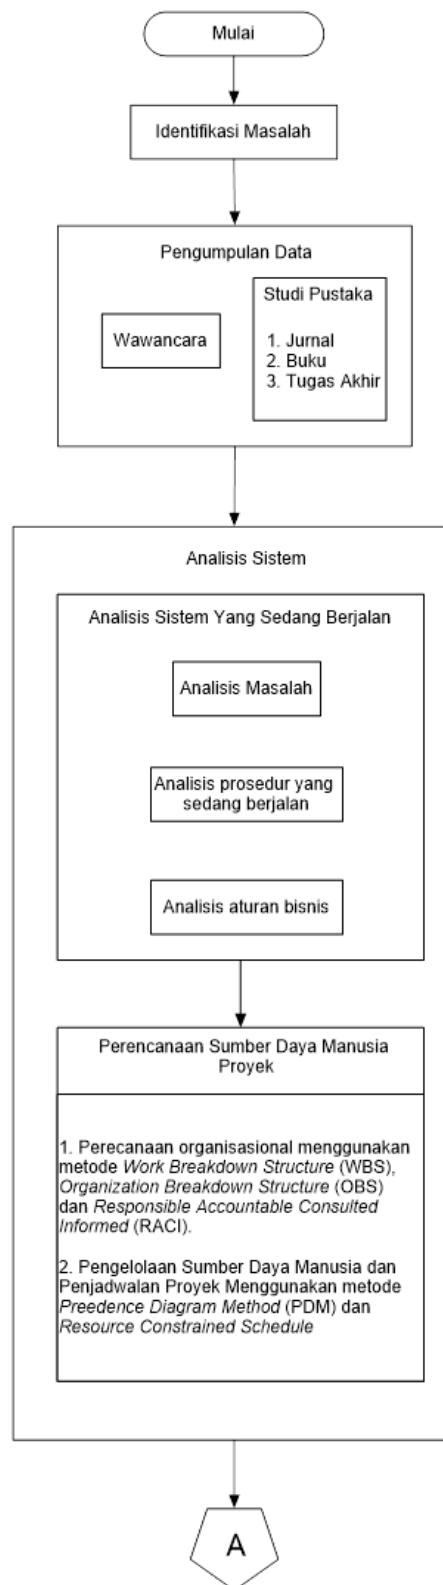 Mulai
Identifikasi Masalah
Pengumpulan Data
Wawancara
Studi Pustaka
1. Jurnal
2. Buku
3. Tugas Akhir
Analisis Sistem
Analisis Sistem Yang Sedang Berjalan
Analisis Masalah
Analisis prosedur yang
sedang berjalan
Analisis aturan bisnis
Perencanaan Sumber Daya Manusia
Proyek
1. Perecanaan organisasional menggunakan
metode Work Breakdown Structure (WBS),
Organization Breakdown Structure (OBS)
dan Responsible Accountable Consulted
Informed (RACI).
2. Pengelolaan Sumber Daya Manusia dan
Penjadwalan Proyek Menggunakan metode
Preedence Diagram Method (PDM) dan
Resource Constrained Schedule
A